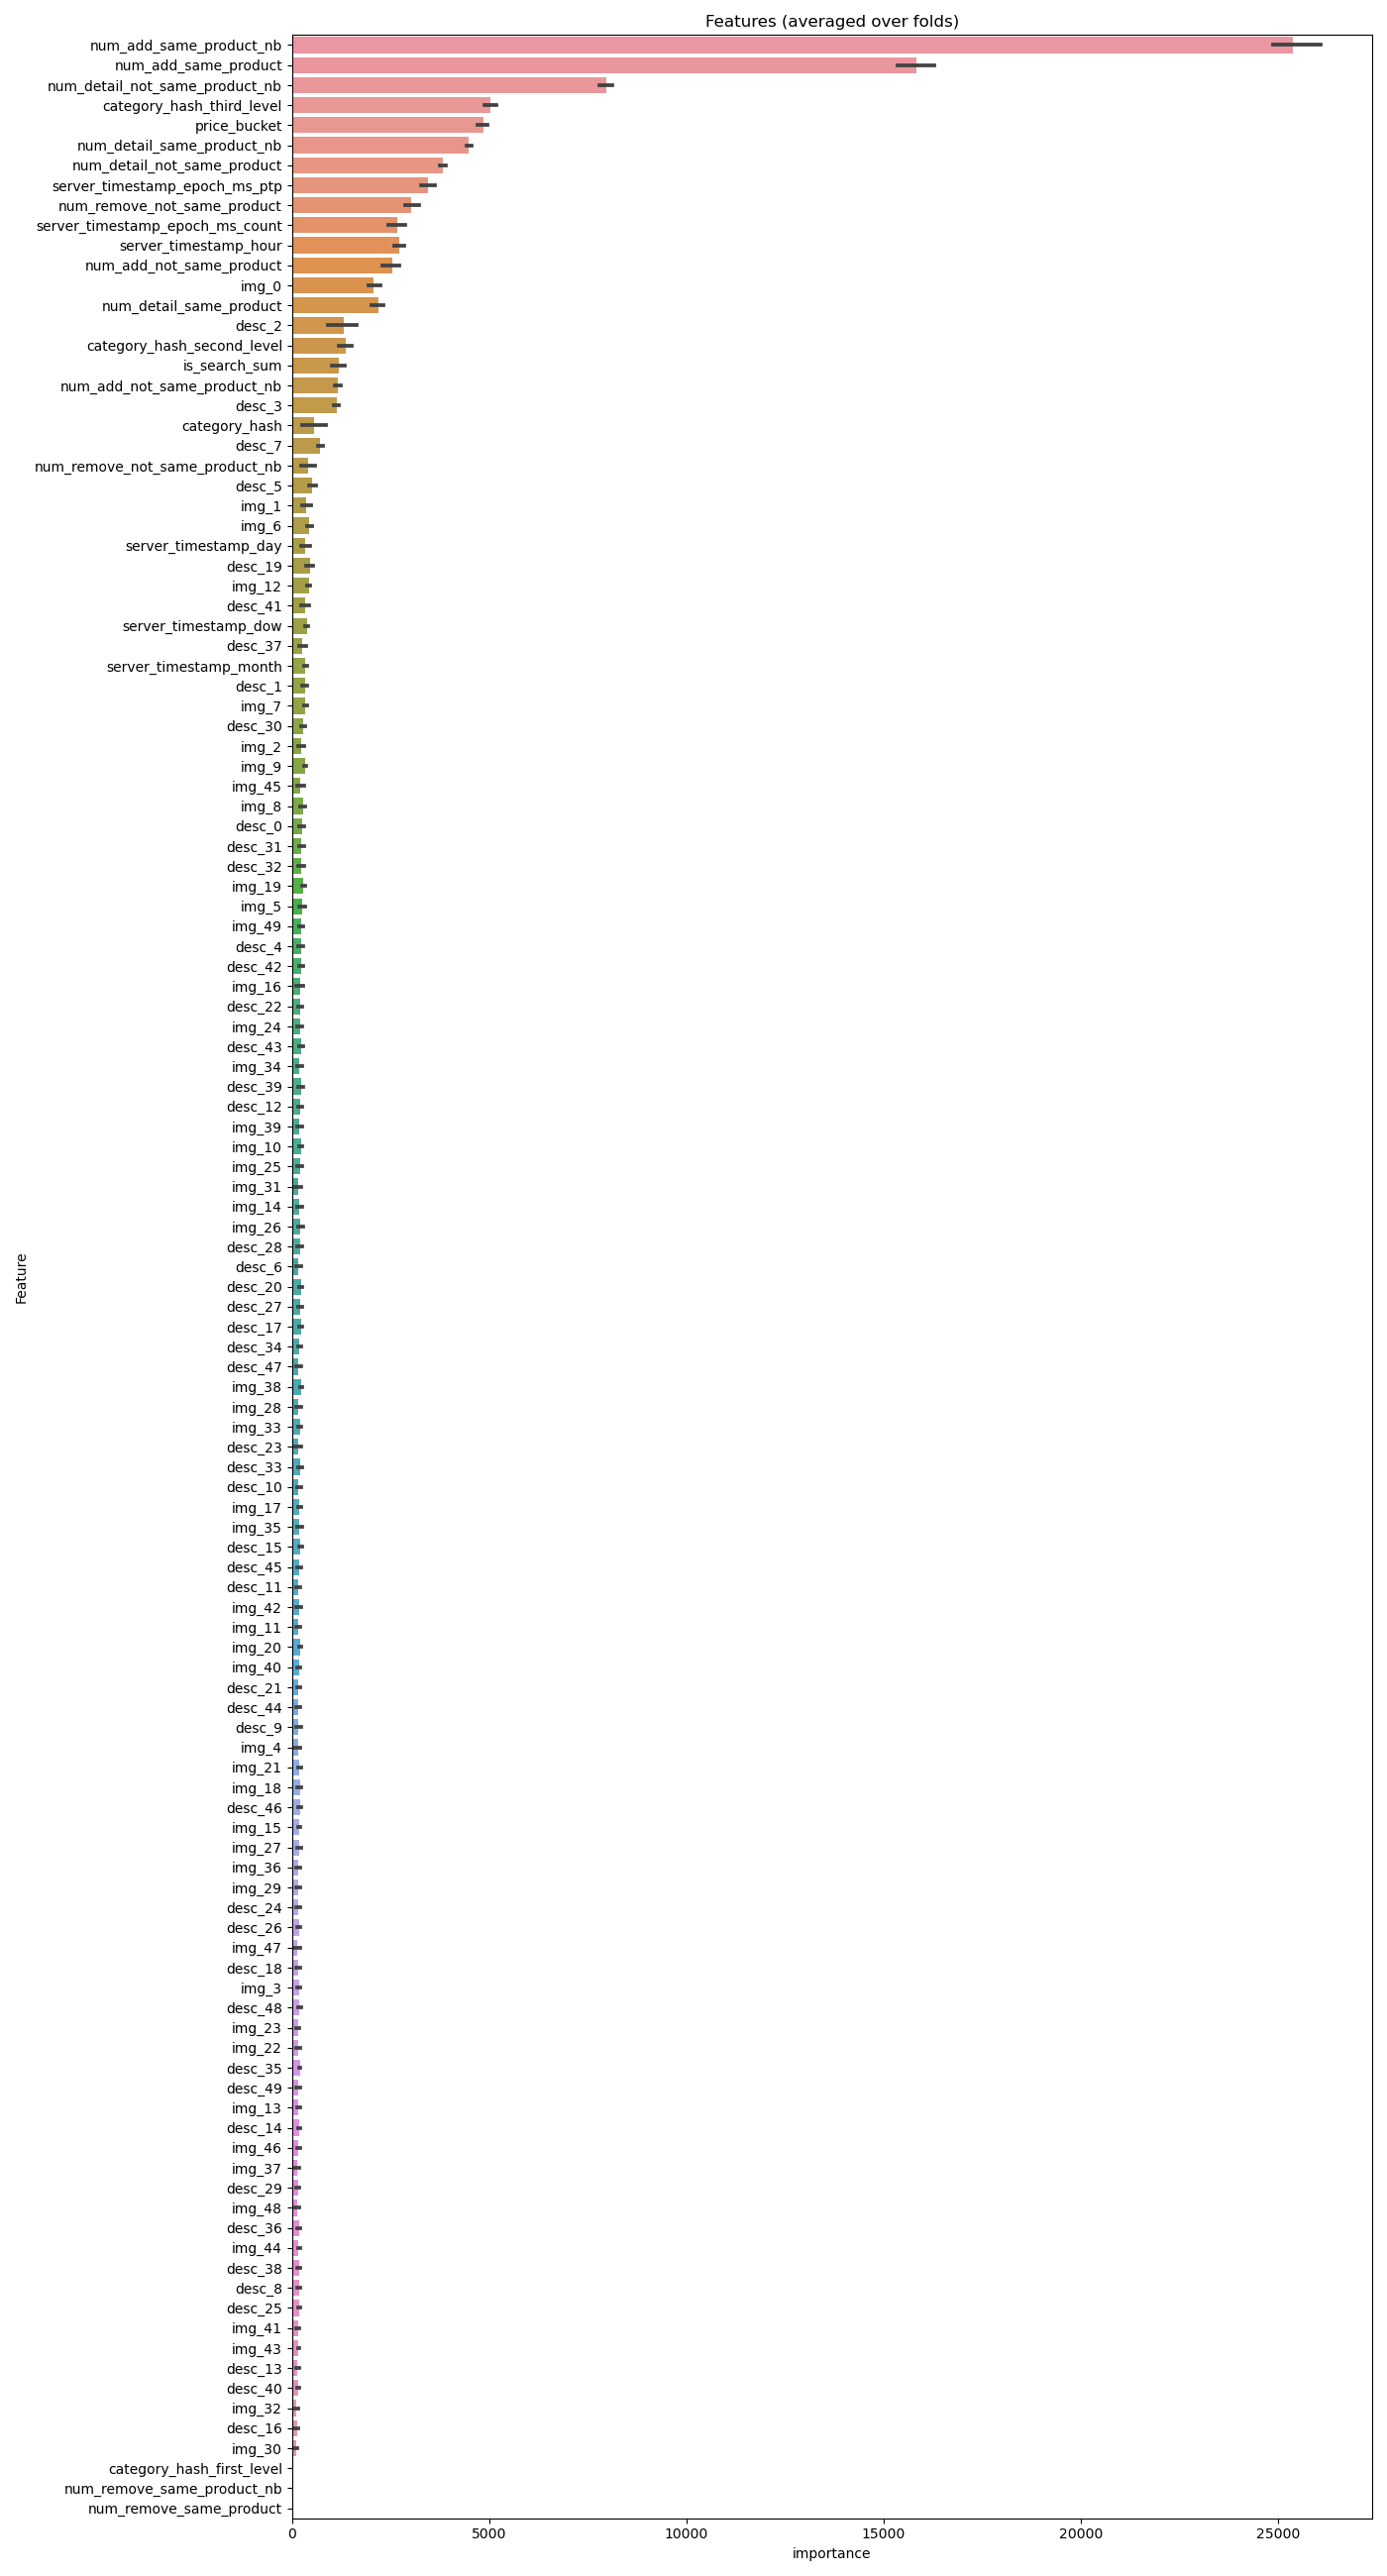 Features (averaged over folds)
num_add_same_product_nb
num_add_same_product
num_detail_not_same_product_nb
category_hash_third_level
price_bucket
num_detail_same_product_nb
num_detail_not_same_product
server_timestamp_epoch_ms_ptp
num_remove_not_same_product
server_timestamp_epoch_ms_count
server_timestamp_hour
num_add_not_same_product
img_0
num_detail_same_product
desc_2
category_hash_second_level
is_search_sum
num_add_not_same_product_nb
desc_3
category_hash
desc_7
num_remove_not_same_product_nb
desc_5
img_1
img_6
server_timestamp_day
desc_19
img_12
desc_41
server_timestamp_dow
desc_37
server_timestamp_month
desc_1
img_7
desc_30
img_2
img_9
img_45
img_8
desc_0
desc_31
desc_32
img_19
img_5
img_49
desc_4
desc_42
img_16
desc_22
img_24
desc_43
img_34
desc_39
desc_12
img_39
img_10
img_25
img_31
img_14
img_26
desc_28
desc_6
desc_20
desc_27
desc_17
desc_34
desc_47
img_38
img_28
img_33
desc_23
desc_33
desc_10
img_17
img_35
desc_15
desc_45
desc_11
img_42
img_11
img_20
img_40
desc_21
desc_44
desc_9
img_4
img_21
img_18
desc_46
img_15
img_27
img_36
img_29
desc_24
desc_26
img_47
desc_18
img_3
desc_48
img_23
img_22
desc_35
desc_49
img_13
desc_14
img_46
img_37
desc_29
img_48
desc_36
img_44
desc_38
desc_8
desc_25
img_41
img_43
desc_13
desc_40
img_32
desc_16
img_30
category_hash_first_level
num_remove_same_product_nb
num_remove_same_product
Feature
0 5000 10000 15000 20000 25000
importance